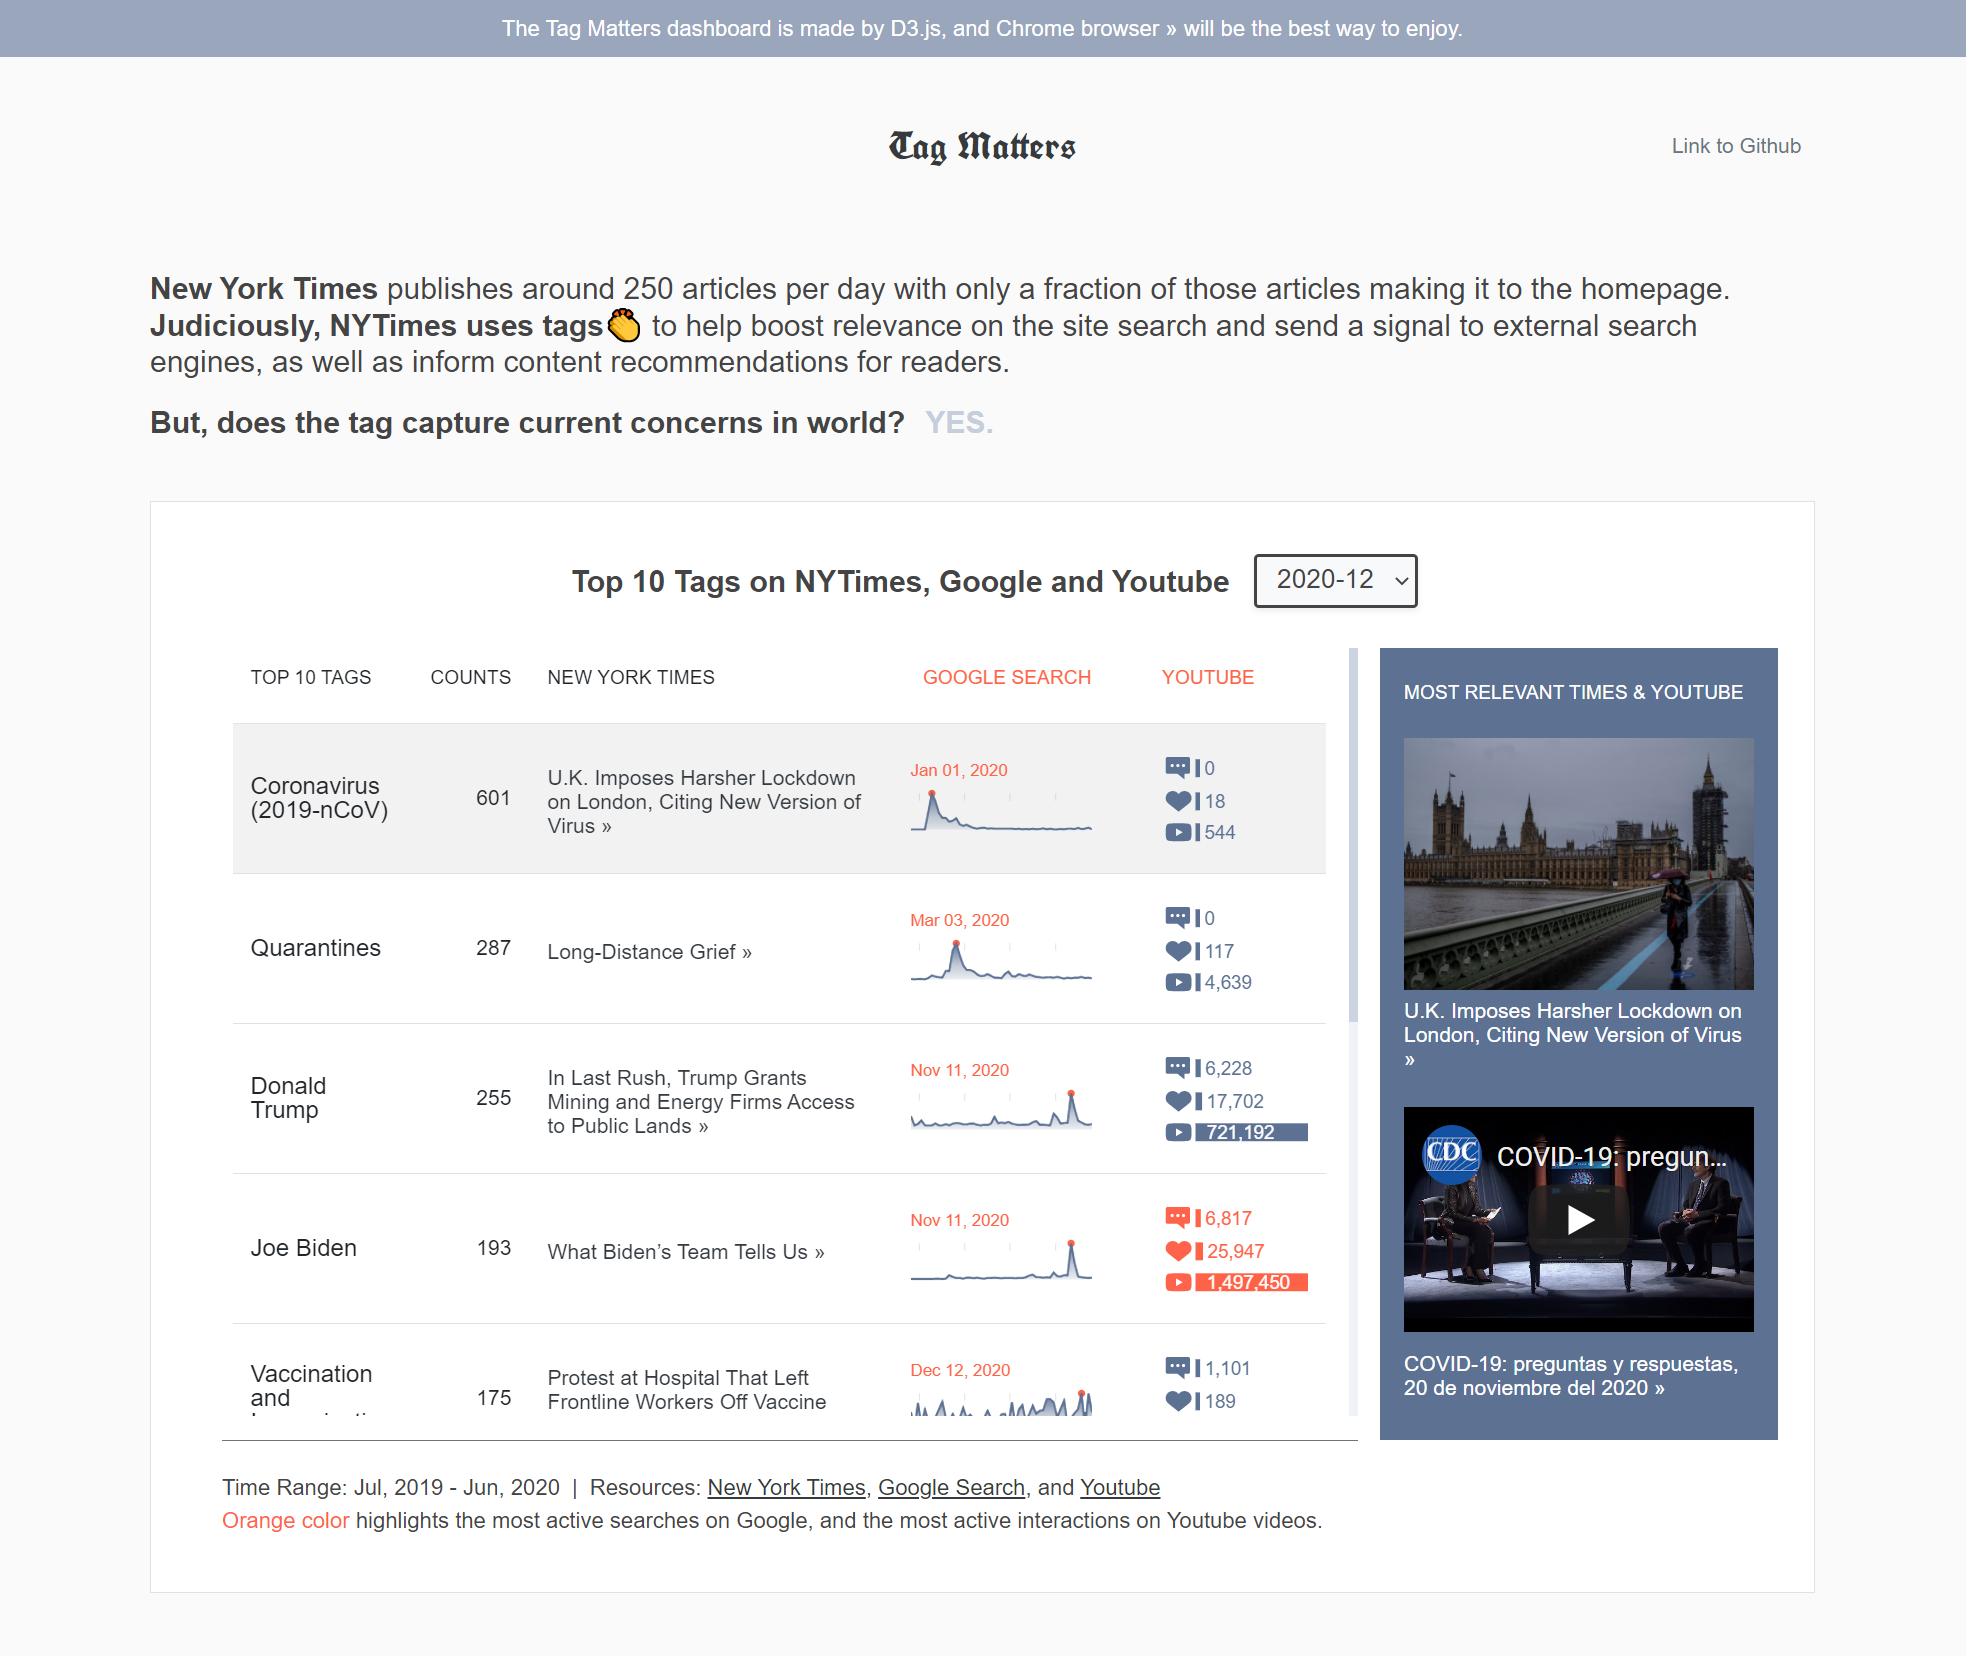 The Tag Matters dashboard is made by D3.js, and Chrome browser » will be the best way to enjoy.
Tag Matters
Link to Github
New York Times publishes around 250 articles per day with only a fraction of those articles making it to the homepage.
Judiciously, NYTimes uses tags👏 to help boost relevance on the site search and send a signal to external search
engines, as well as inform content recommendations for readers.
But, does the tag capture current concerns in world? YES.
Top 10 Tags on NYTimes, Google and Youtube 2020-12
TOP 10 TAGS COUNTS NEW YORK TIMES GOOGLE SEARCH YOUTUBE
Coronavirus
(2019-nCoV)
601
U.K. Imposes Harsher Lockdown
on London, Citing New Version of
Virus »
Jan 01, 2020
0
18
544
Quarantines
287
Long-Distance Grief »
Mar 03, 2020
0
117
4,639
Donald
Trump
255
In Last Rush, Trump Grants
Mining and Energy Firms Access
to Public Lands »
Nov 11, 2020
6,228
17,702
721,192
Joe Biden
193
What Biden's Team Tells Us »
Nov 11, 2020
6,817
25,947
1,497,450
Vaccination
and
175
Protest at Hospital That Left
Frontline Workers Off Vaccine
Dec 12, 2020
1,101
189
MOST RELEVANT TIMES & YOUTUBE
U.K. Imposes Harsher Lockdown on
London, Citing New Version of Virus
»
CDC
COVID-19: pregun...
COVID-19: preguntas y respuestas,
20 de noviembre del 2020 »
Time Range: Jul, 2019 - Jun, 2020 | Resources: New York Times, Google Search, and Youtube
Orange color highlights the most active searches on Google, and the most active interactions on Youtube videos.